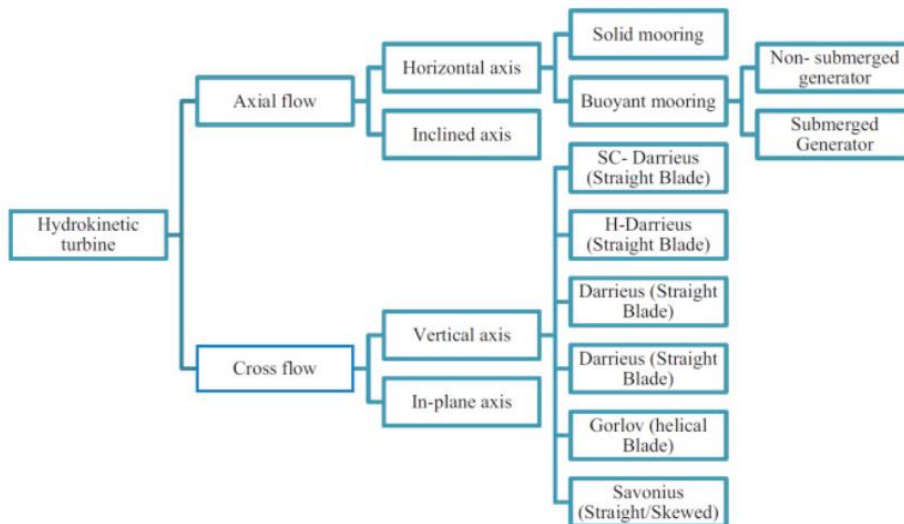 Hydrokinetic
turbine
Axial flow
Horizontal axis
Solid mooring
Buoyant mooring
Non- submerged
generator
Submerged
Generator
Inclined axis
Cross flow
Vertical axis
SC- Darrieus
(Straight Blade)
H-Darrieus
(Straight Blade)
Darrieus (Straight
Blade)
Darrieus (Straight
Blade)
Gorlov (helical
Blade)
Savonius
(Straight/Skewed)
In-plane axis